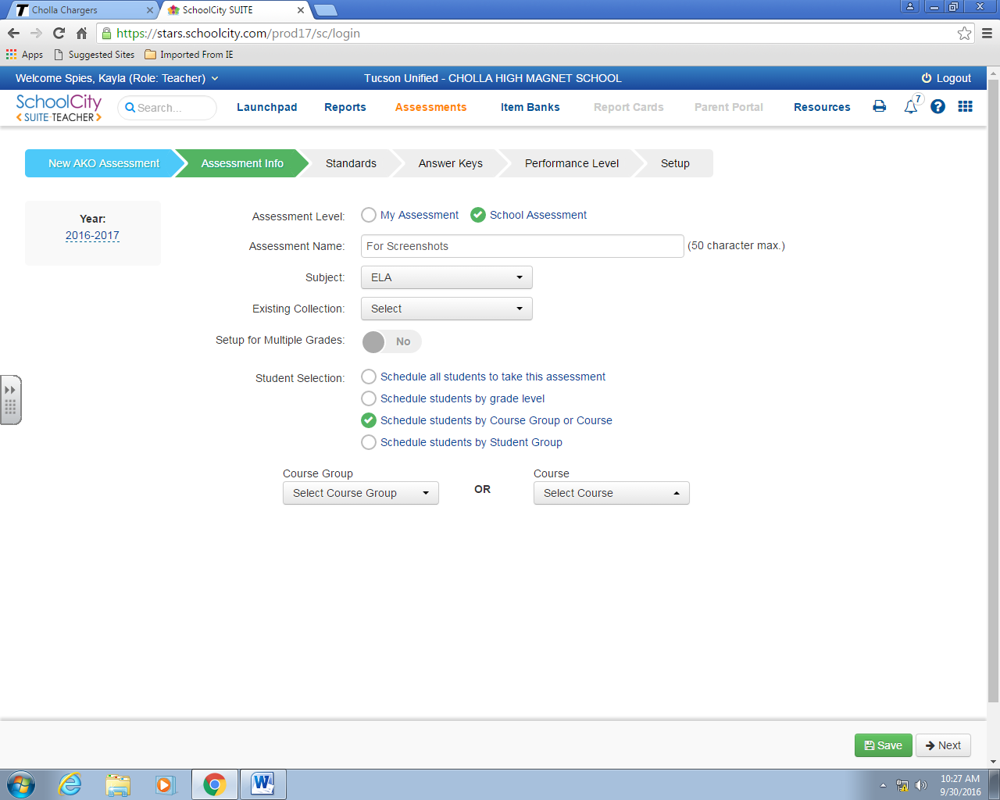 Cholla Chargers
SchoolCity SUITE
https://stars.schoolcity.com/prod17/sc/login
Apps Suggested Sites Imported From IE
Welcome Spies, Kayla (Role: Teacher) Tucson Unified - CHOLLA HIGH MAGNET SCHOOL Logout
SchoolCity
SUITE TEACHER
Search...
Launchpad Reports Assessments Item Banks Report Cards Parent Portal Resources 7
New AKO Assessment Assessment Info Standards Answer Keys Performance Level Setup
Year:
2016-2017
Assessment Level: My Assessment School Assessment
Assessment Name: For Screenshots (50 character max.)
Subject: ELA
Existing Collection: Select
Setup for Multiple Grades: No
Student Selection: Schedule all students to take this assessment
Schedule students by grade level
Schedule students by Course Group or Course
Schedule students by Student Group
Course Group Course
Select Course Group OR Select Course
Save Next
10:27 AM
9/30/2016